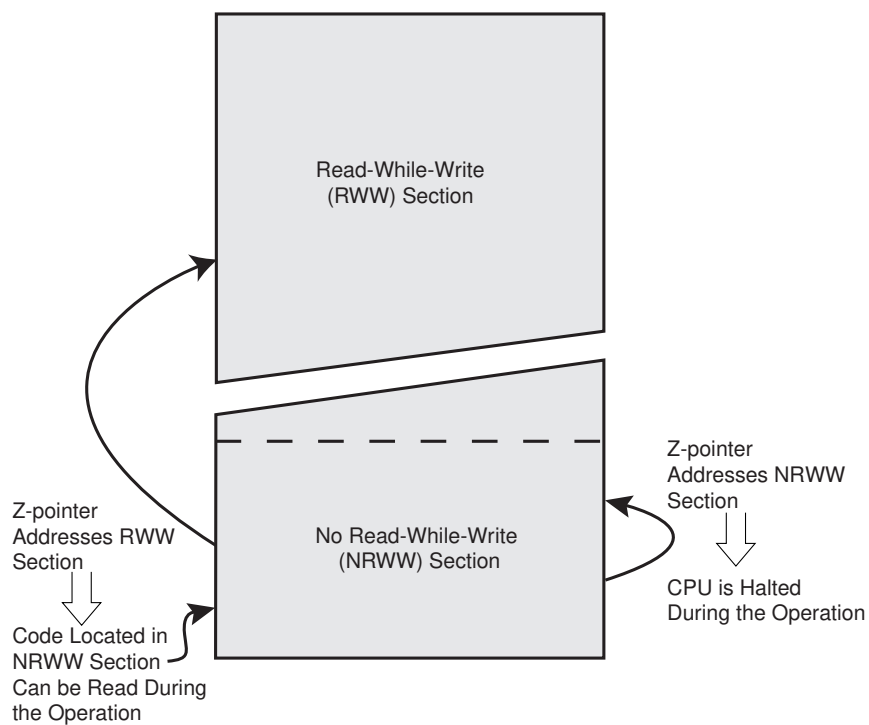 Read-While-Write
(RWW) Section
Z-pointer
Addresses NRWW
Section
Z-pointer
Addresses RWW
Section
No Read-While-Write
(NRWW) Section
CPU is Halted
During the Operation
Code Located in
NRWW Section
Can be Read During
the Operation